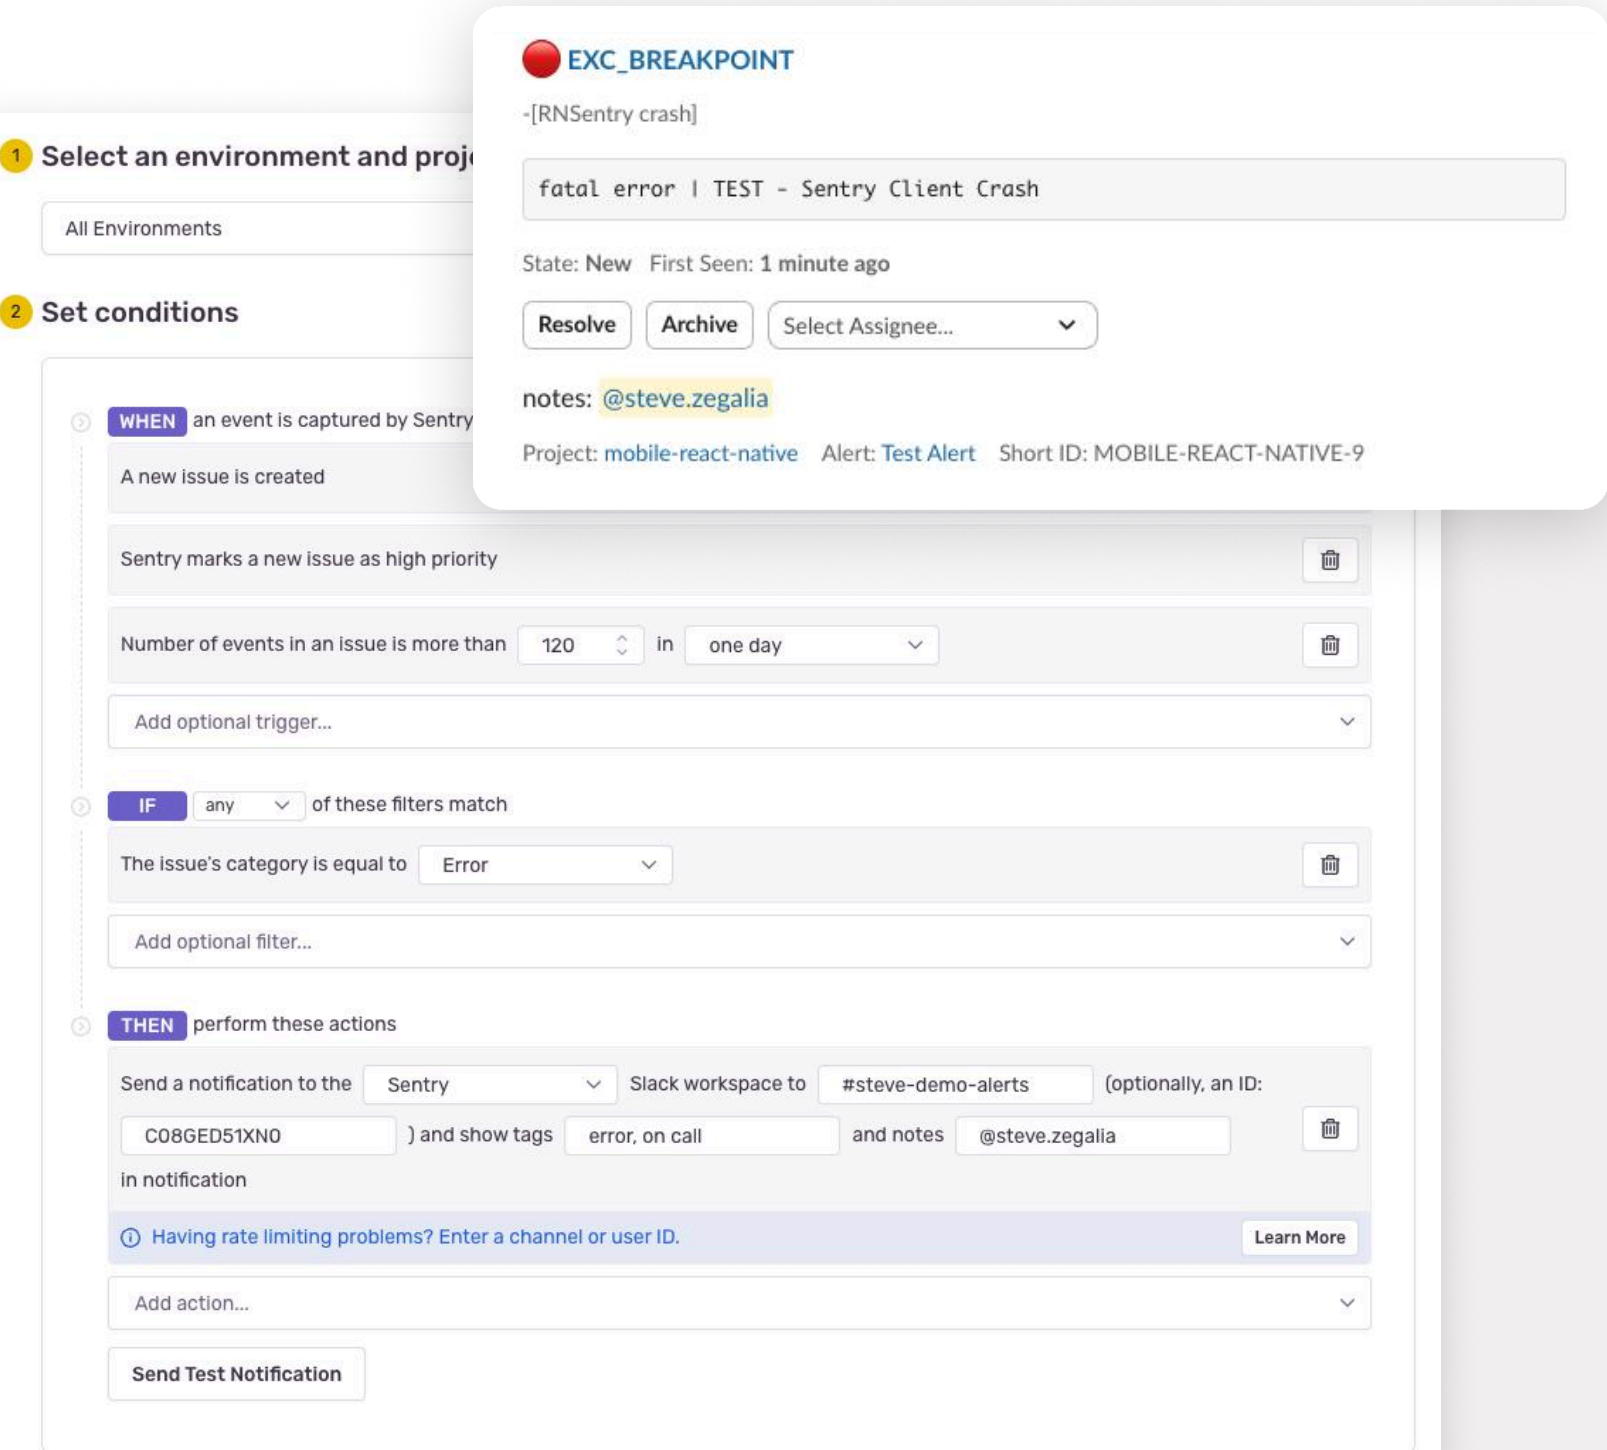 EXC_BREAKPOINT
-[RNSentry crash]
fatal error | TEST - Sentry Client Crash
State: New First Seen: 1 minute ago
Resolve Archive Select Assignee...
notes: @steve.zegalia
Project: mobile-react-native Alert: Test Alert Short ID: MOBILE-REACT-NATIVE-9
1 Select an environment and
All Environments
2 Set conditions
WHEN an event is captured by Sentry
A new issue is created
Sentry marks a new issue as high priority
Number of events in an issue is more than 120 in one day
Add optional trigger...
IF any of these filters match
The issue's category is equal to Error
Add optional filter...
THEN perform these actions
Send a notification to the Sentry Slack workspace to #steve-demo-alerts (optionally, an ID:
C08GED51XN0 ) and show tags error, on call and notes @steve.zegalia
in notification
Having rate limiting problems? Enter a channel or user ID. Learn More
Add action...
Send Test Notification